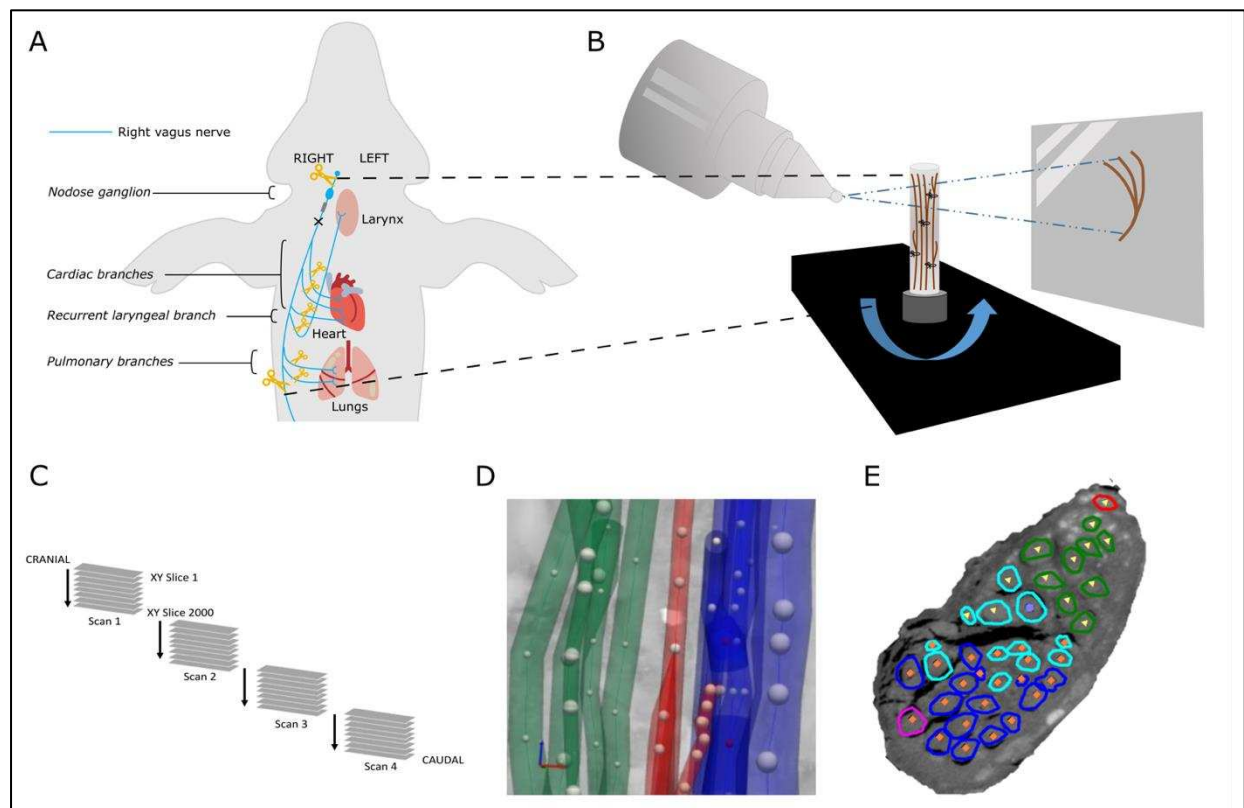 A
B
Right vagus nerve
RIGHT LEFT
Nodose ganglion
Larynx
Cardiac branches
Recurrent laryngeal branch
Heart
Pulmonary branches
Lungs
C
D
E
CRANIAL
XY Slice 1
XY Slice 2000
Scan 1
Scan 2
Scan 3
Scan 4
CAUDAL